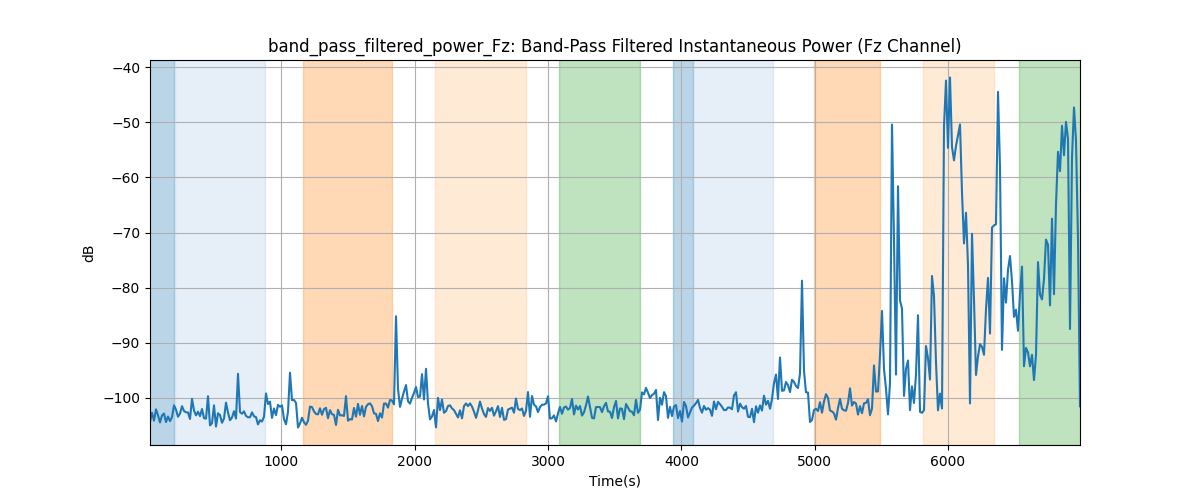 band_pass_filtered_power_Fz: Band-Pass Filtered Instantaneous Power (Fz Channel)
−40
−50
−60
−70
−80
−90
−100
dB
1000 2000 3000 4000 5000 6000
Time(s)